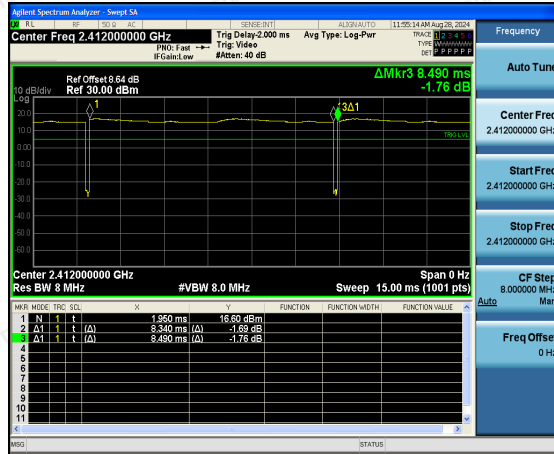 Agilent Spectrum Analyzer - Swept SA
RL RF 50 Ω AC SENSE:INT ALIGNAUTO 11:55:14 AM Aug 28, 2024
Center Freq 2.412000000 GHz
PNO: Fast
IFGain:Low
Trig Delay-2.000 ms
Trig: Video
#Atten: 40 dB
Avg Type: Log-Pwr
TRACE 1 2 3 4 5 6
TYPE WWWWWW
DET P P P P P P
Frequency
Auto Tune
Center Freq
2.412000000 GHz
Start Freq
2.412000000 GHz
Stop Freq
2.412000000 GHz
CF Step
8.000000 MHz
Auto Man
Freq Offset
0 Hz
ΔMkr3 8.490 ms
-1.76 dB
Ref Offset 8.64 dB
10 dB/div Ref 30.00 dBm
Log
20.0
10.0
0.00
-10.0
-20.0
-30.0
-40.0
-50.0
-60.0
1
3Δ1
TRIG LVL
Center 2.412000000 GHz Span 0 Hz
Res BW 8 MHz #VBW 8.0 MHz Sweep 15.00 ms (1001 pts)
MKR MODE TRC SCL X Y FUNCTION FUNCTION WIDTH FUNCTION VALUE
1 N 1 t 1.950 ms 16.60 dBm
2 Δ1 1 t (Δ) 8.340 ms (Δ) -1.69 dB
3 Δ1 1 t (Δ) 8.490 ms (Δ) -1.76 dB
4
5
6
7
8
9
10
11
MSG STATUS